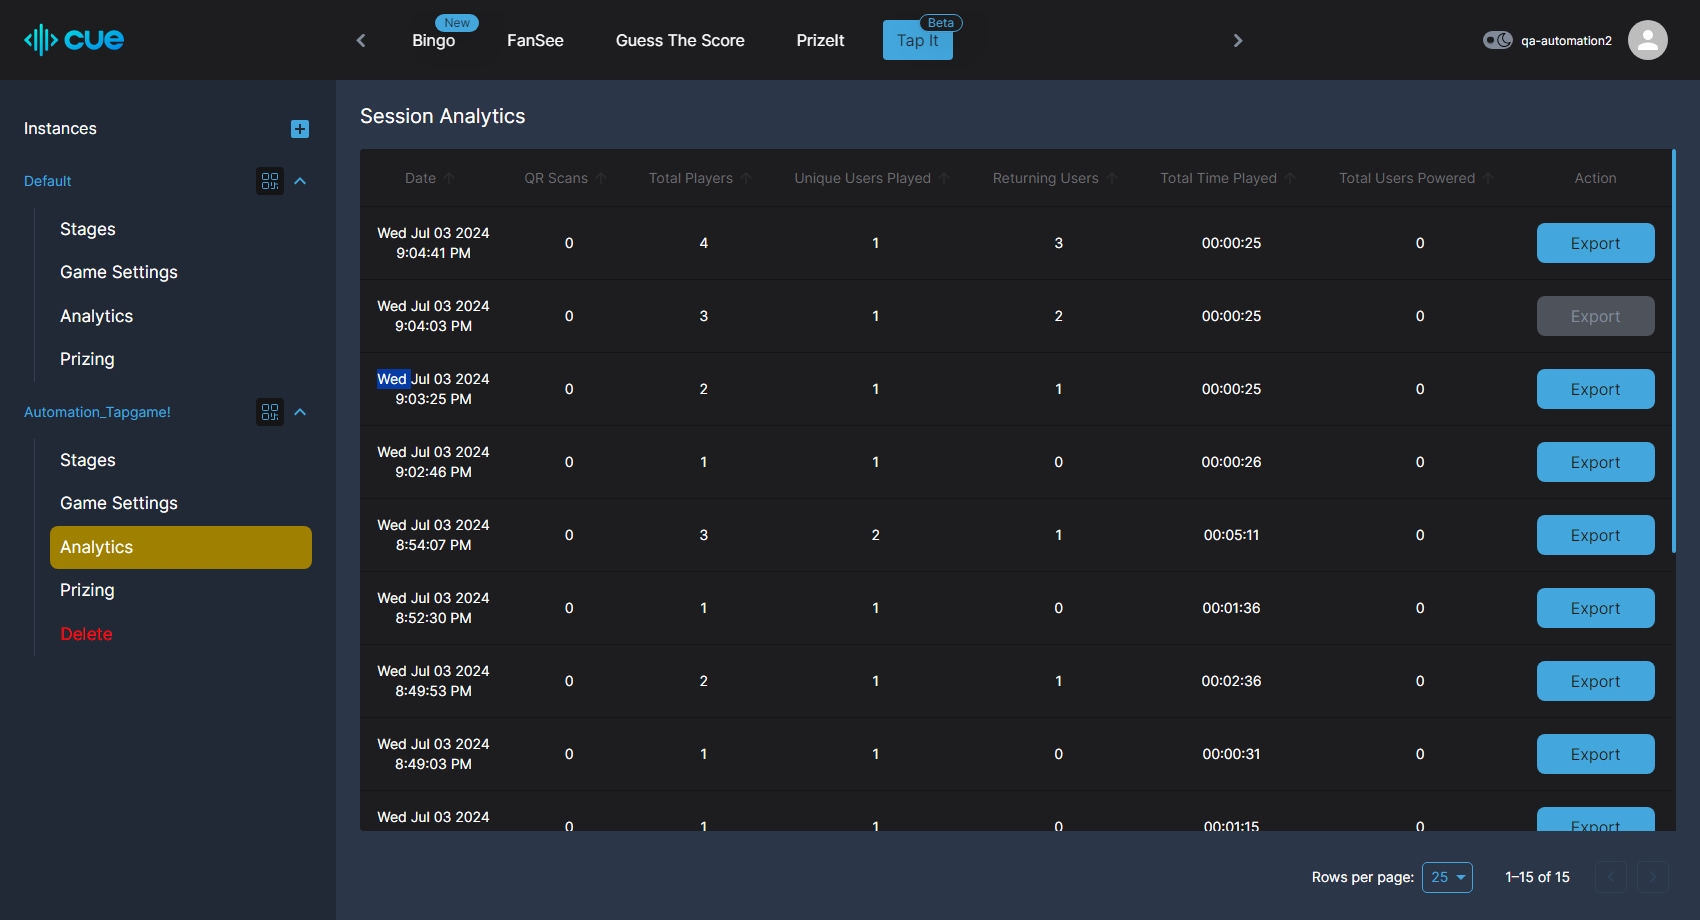 cue
Bingo
New
FanSee
Guess The Score
PrizeIt
Tap It
Beta
qa-automation2
Instances
Default
Stages
Game Settings
Analytics
Prizing
Automation_Tapgame!
Stages
Game Settings
Analytics
Prizing
Delete
Session Analytics
Date QR Scans Total Players Unique Users Played Returning Users Total Time Played Total Users Powered Action
Wed Jul 03 2024
9:04:41 PM 0 4 1 3 00:00:25 0 Export
Wed Jul 03 2024
9:04:03 PM 0 3 1 2 00:00:25 0 Export
Wed Jul 03 2024
9:03:25 PM 0 2 1 1 00:00:25 0 Export
Wed Jul 03 2024
9:02:46 PM 0 1 1 0 00:00:26 0 Export
Wed Jul 03 2024
8:54:07 PM 0 3 2 1 00:05:11 0 Export
Wed Jul 03 2024
8:52:30 PM 0 1 1 0 00:01:36 0 Export
Wed Jul 03 2024
8:49:53 PM 0 2 1 1 00:02:36 0 Export
Wed Jul 03 2024
8:49:03 PM 0 1 1 0 00:00:31 0 Export
Wed Jul 03 2024
0 1 1 0 00:01:15 0 Export
Rows per page: 25 1–15 of 15